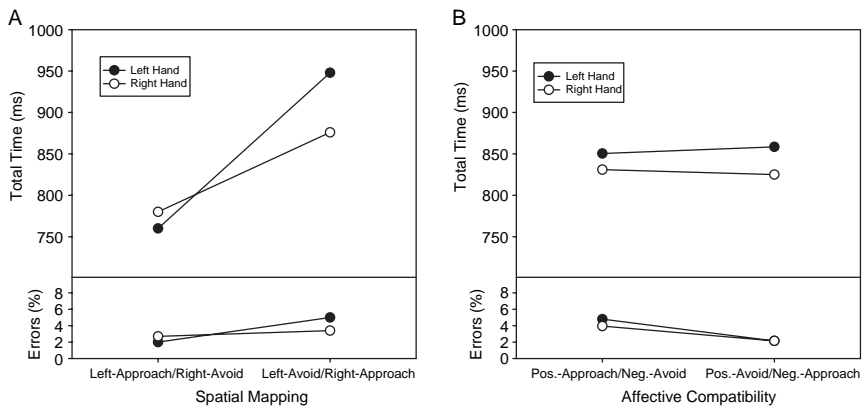 A
1000
950
900
850
800
750
Total Time (ms)
Left Hand
Right Hand
8
6
4
2
0
Errors (%)
Left-Approach/Right-Avoid
Left-Avoid/Right-Approach
Spatial Mapping
B
1000
950
900
850
800
750
Total Time (ms)
Left Hand
Right Hand
8
6
4
2
0
Errors (%)
Pos.-Approach/Neg.-Avoid
Pos.-Avoid/Neg.-Approach
Affective Compatibility